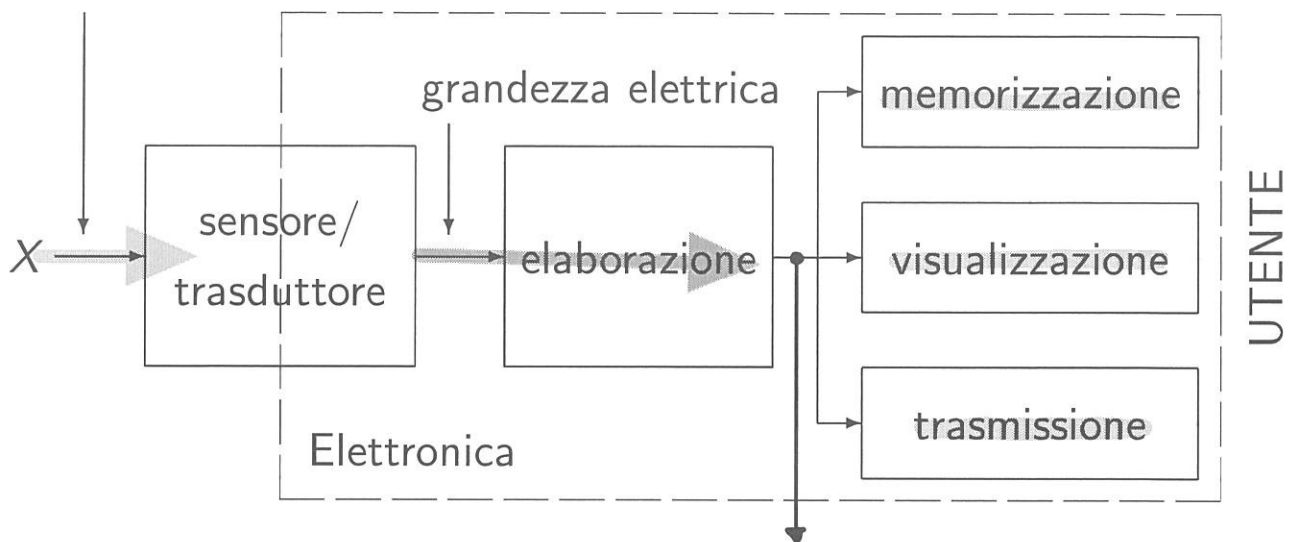 grandezza elettrica
X
sensore/
trasduttore
elaborazione
memorizzazione
visualizzazione
trasmissione
Elettronica
UTENTE